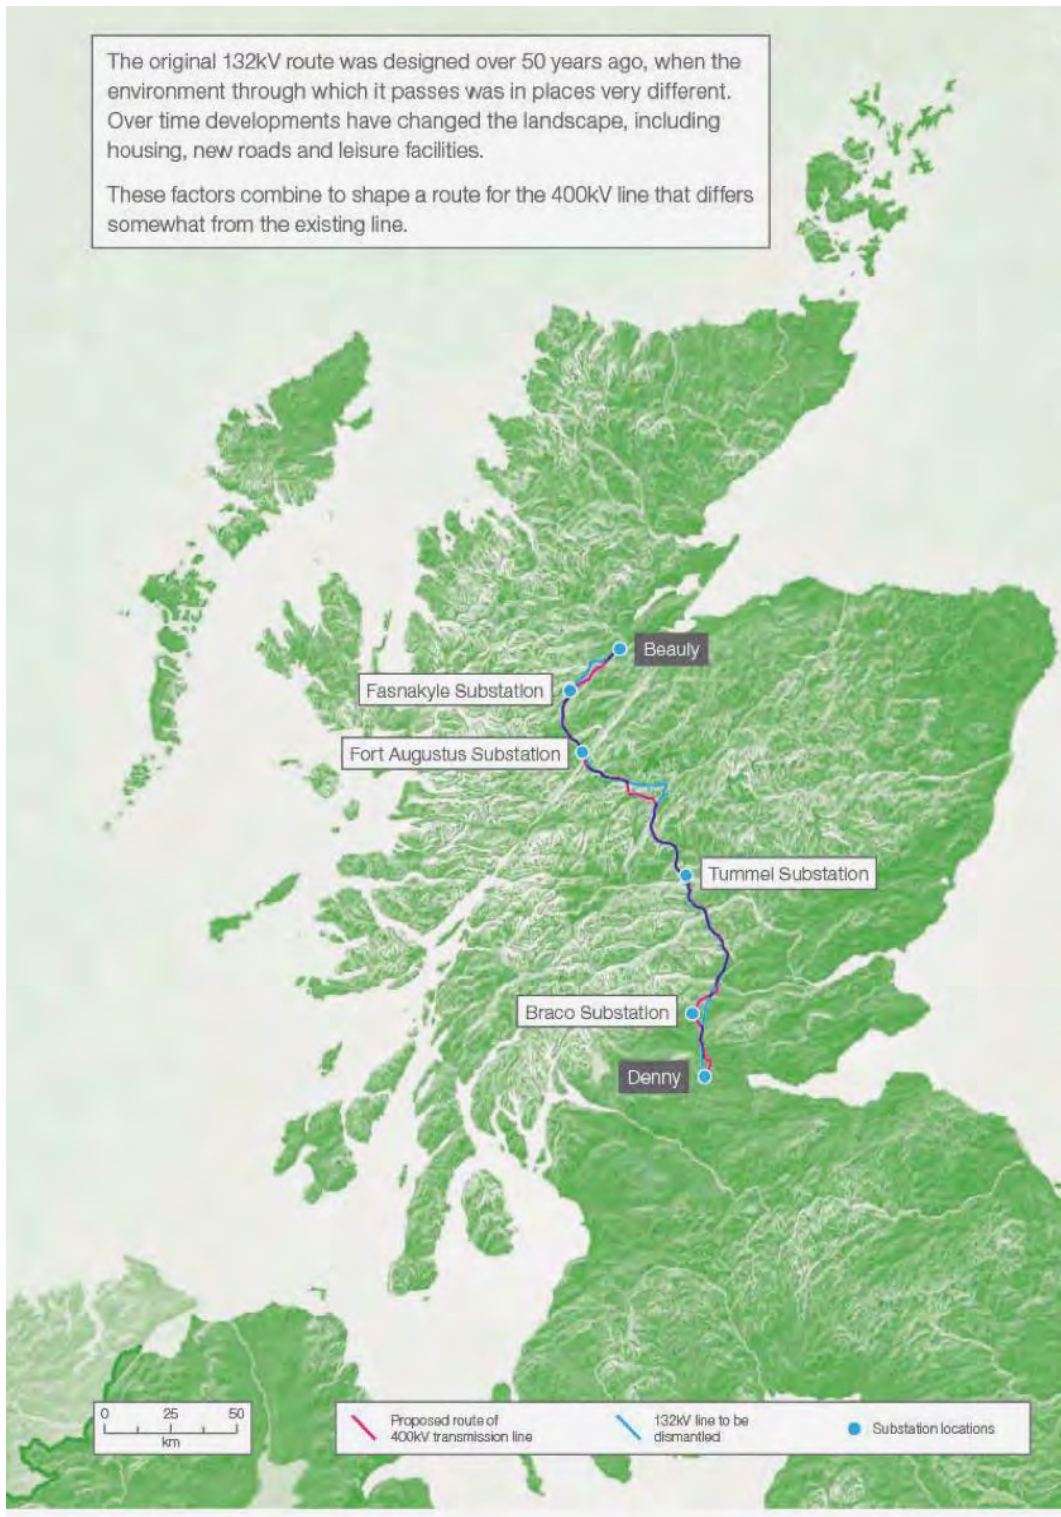 The original 132kV route was designed over 50 years ago, when the
environment through which it passes was in places very different.
Over time developments have changed the landscape, including
housing, new roads and leisure facilities.
These factors combine to shape a route for the 400kV line that differs
somewhat from the existing line.
Beauly
Fasnakyle Substation
Fort Augustus Substation
Tummel Substation
Braco Substation
Denny
0 25 50
km
Proposed route of
400kV transmission line
132kV line to be
dismantled
Substation locations